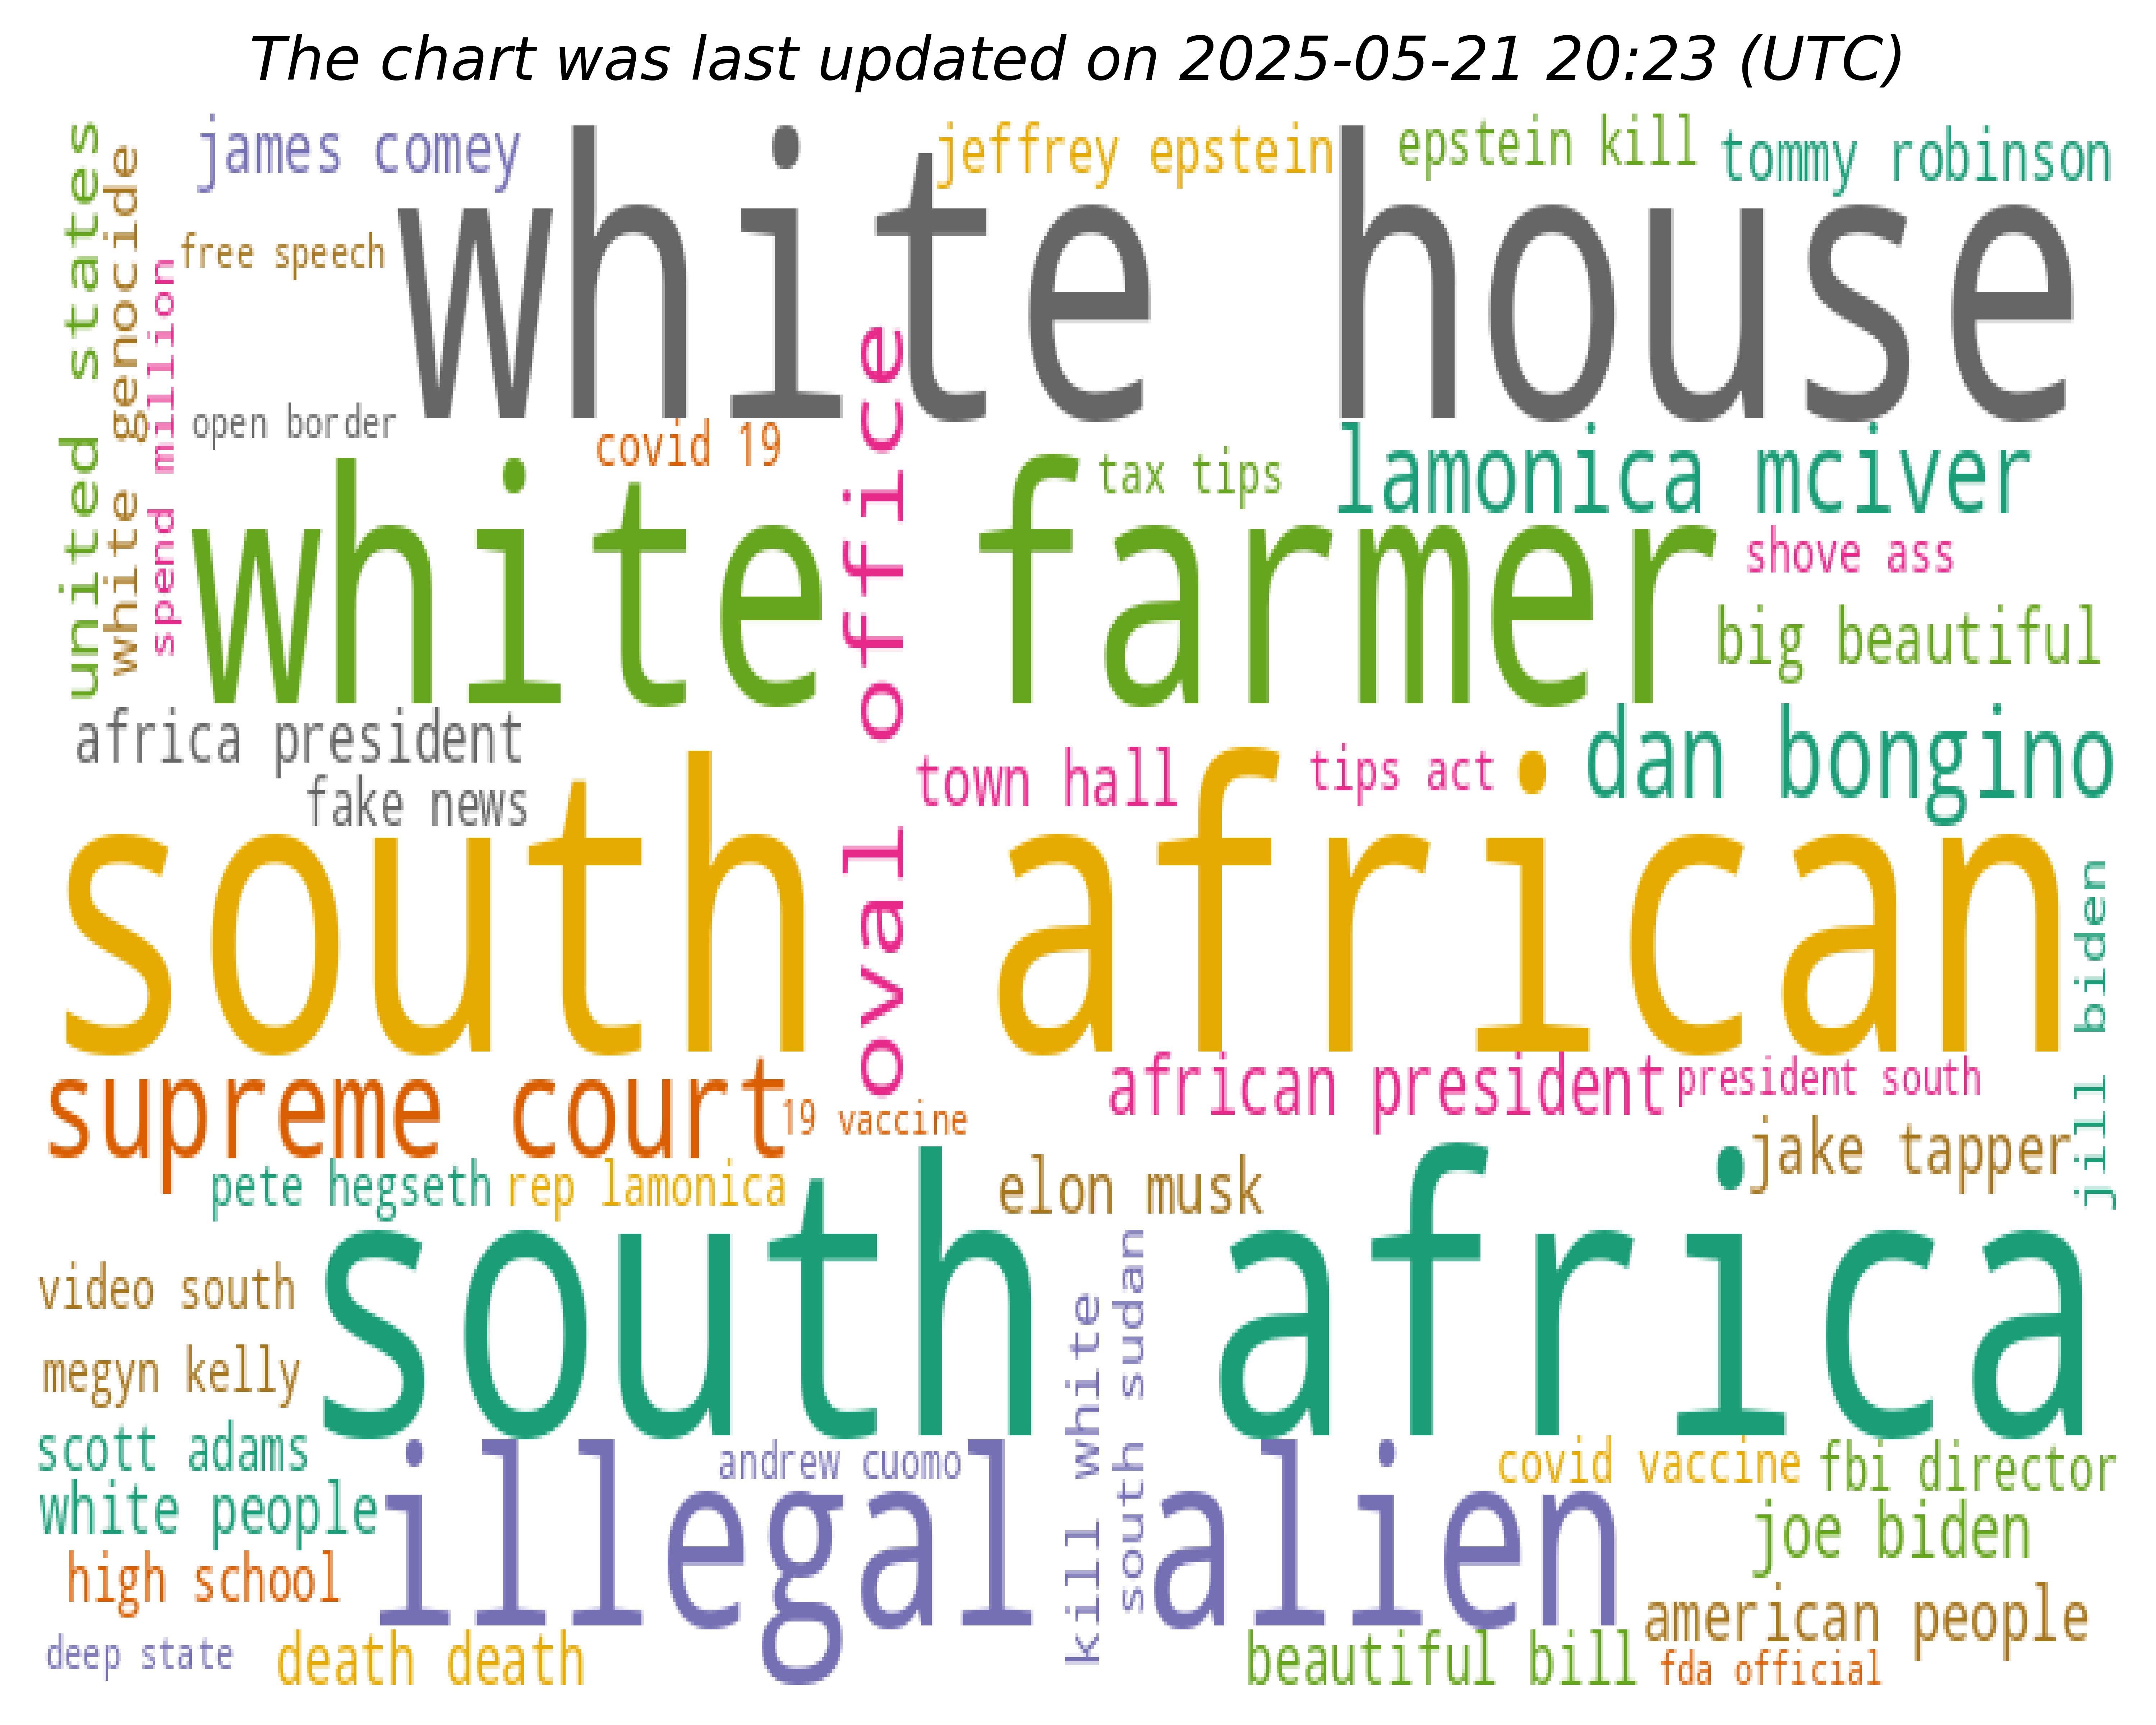 The chart was last updated on 2025-05-21 20:23 (UTC)
united states
white genocide
spend million
james comey
jeffrey epstein
epstein kill
tommy robinson
free speech
white house
open border
covid 19
oval office
tax tips
lamonica mciver
white farmer
shove ass
big beautiful
africa president
fake news
town hall
tips act
dan bongino
south african
jill biden
supreme court
19 vaccine
african president
president south
jake tapper
pete hegseth
rep lamonica
elon musk
video south
south africa
megyn kelly
kill white
south sudan
scott adams
andrew cuomo
covid vaccine
fbi director
white people
illegal alien
joe biden
high school
american people
deep state
death death
beautiful bill
fda official